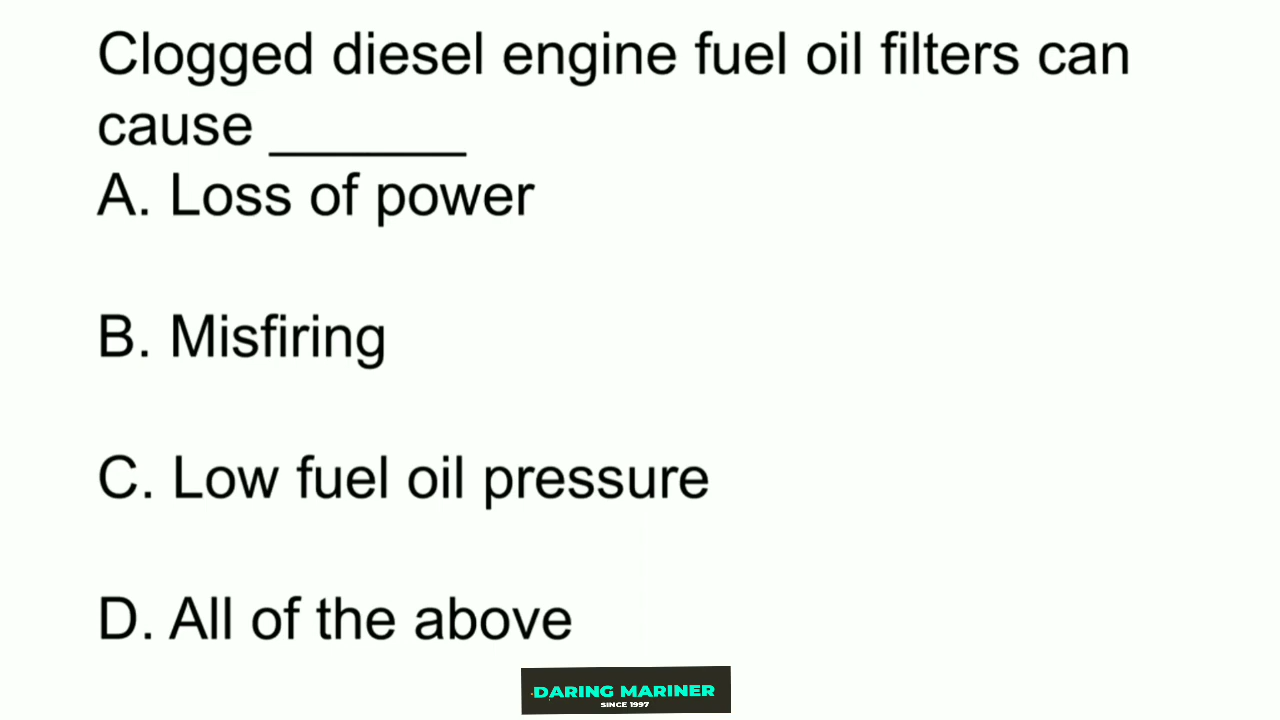 Clogged diesel engine fuel oil filters can
cause ______
A. Loss of power
B. Misfiring
C. Low fuel oil pressure
D. All of the above
DARING MARINER
SINCE 1997